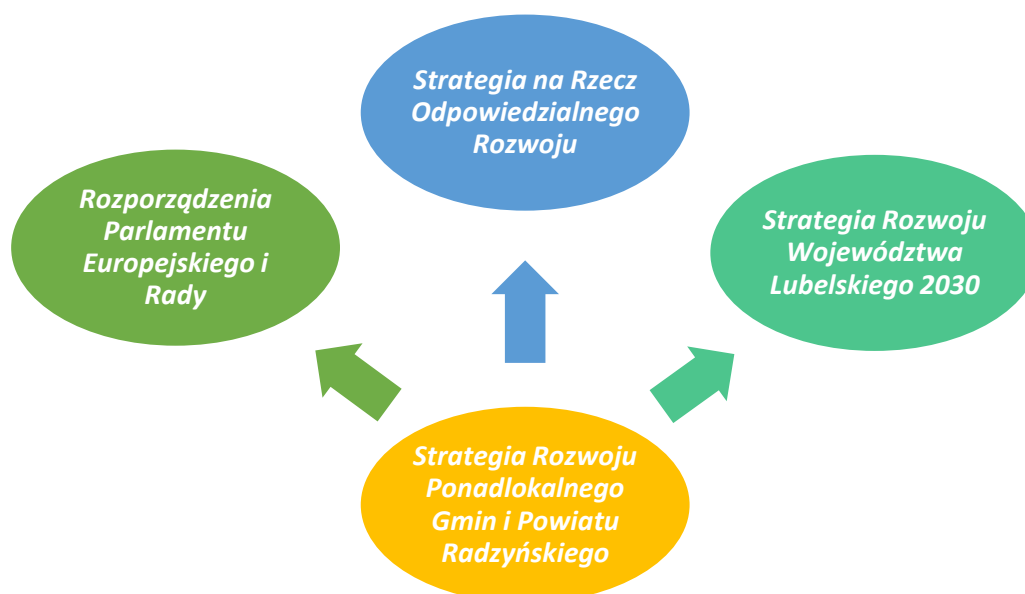 Strategia na Rzecz
Odpowiedzialnego
Rozwoju
Rozporządzenia
Parlamentu
Europejskiego i
Rady
Strategia Rozwoju
Województwa
Lubelskiego 2030
Strategia Rozwoju
Ponadlokalnego
Gmin i Powiatu
Radzyńskiego